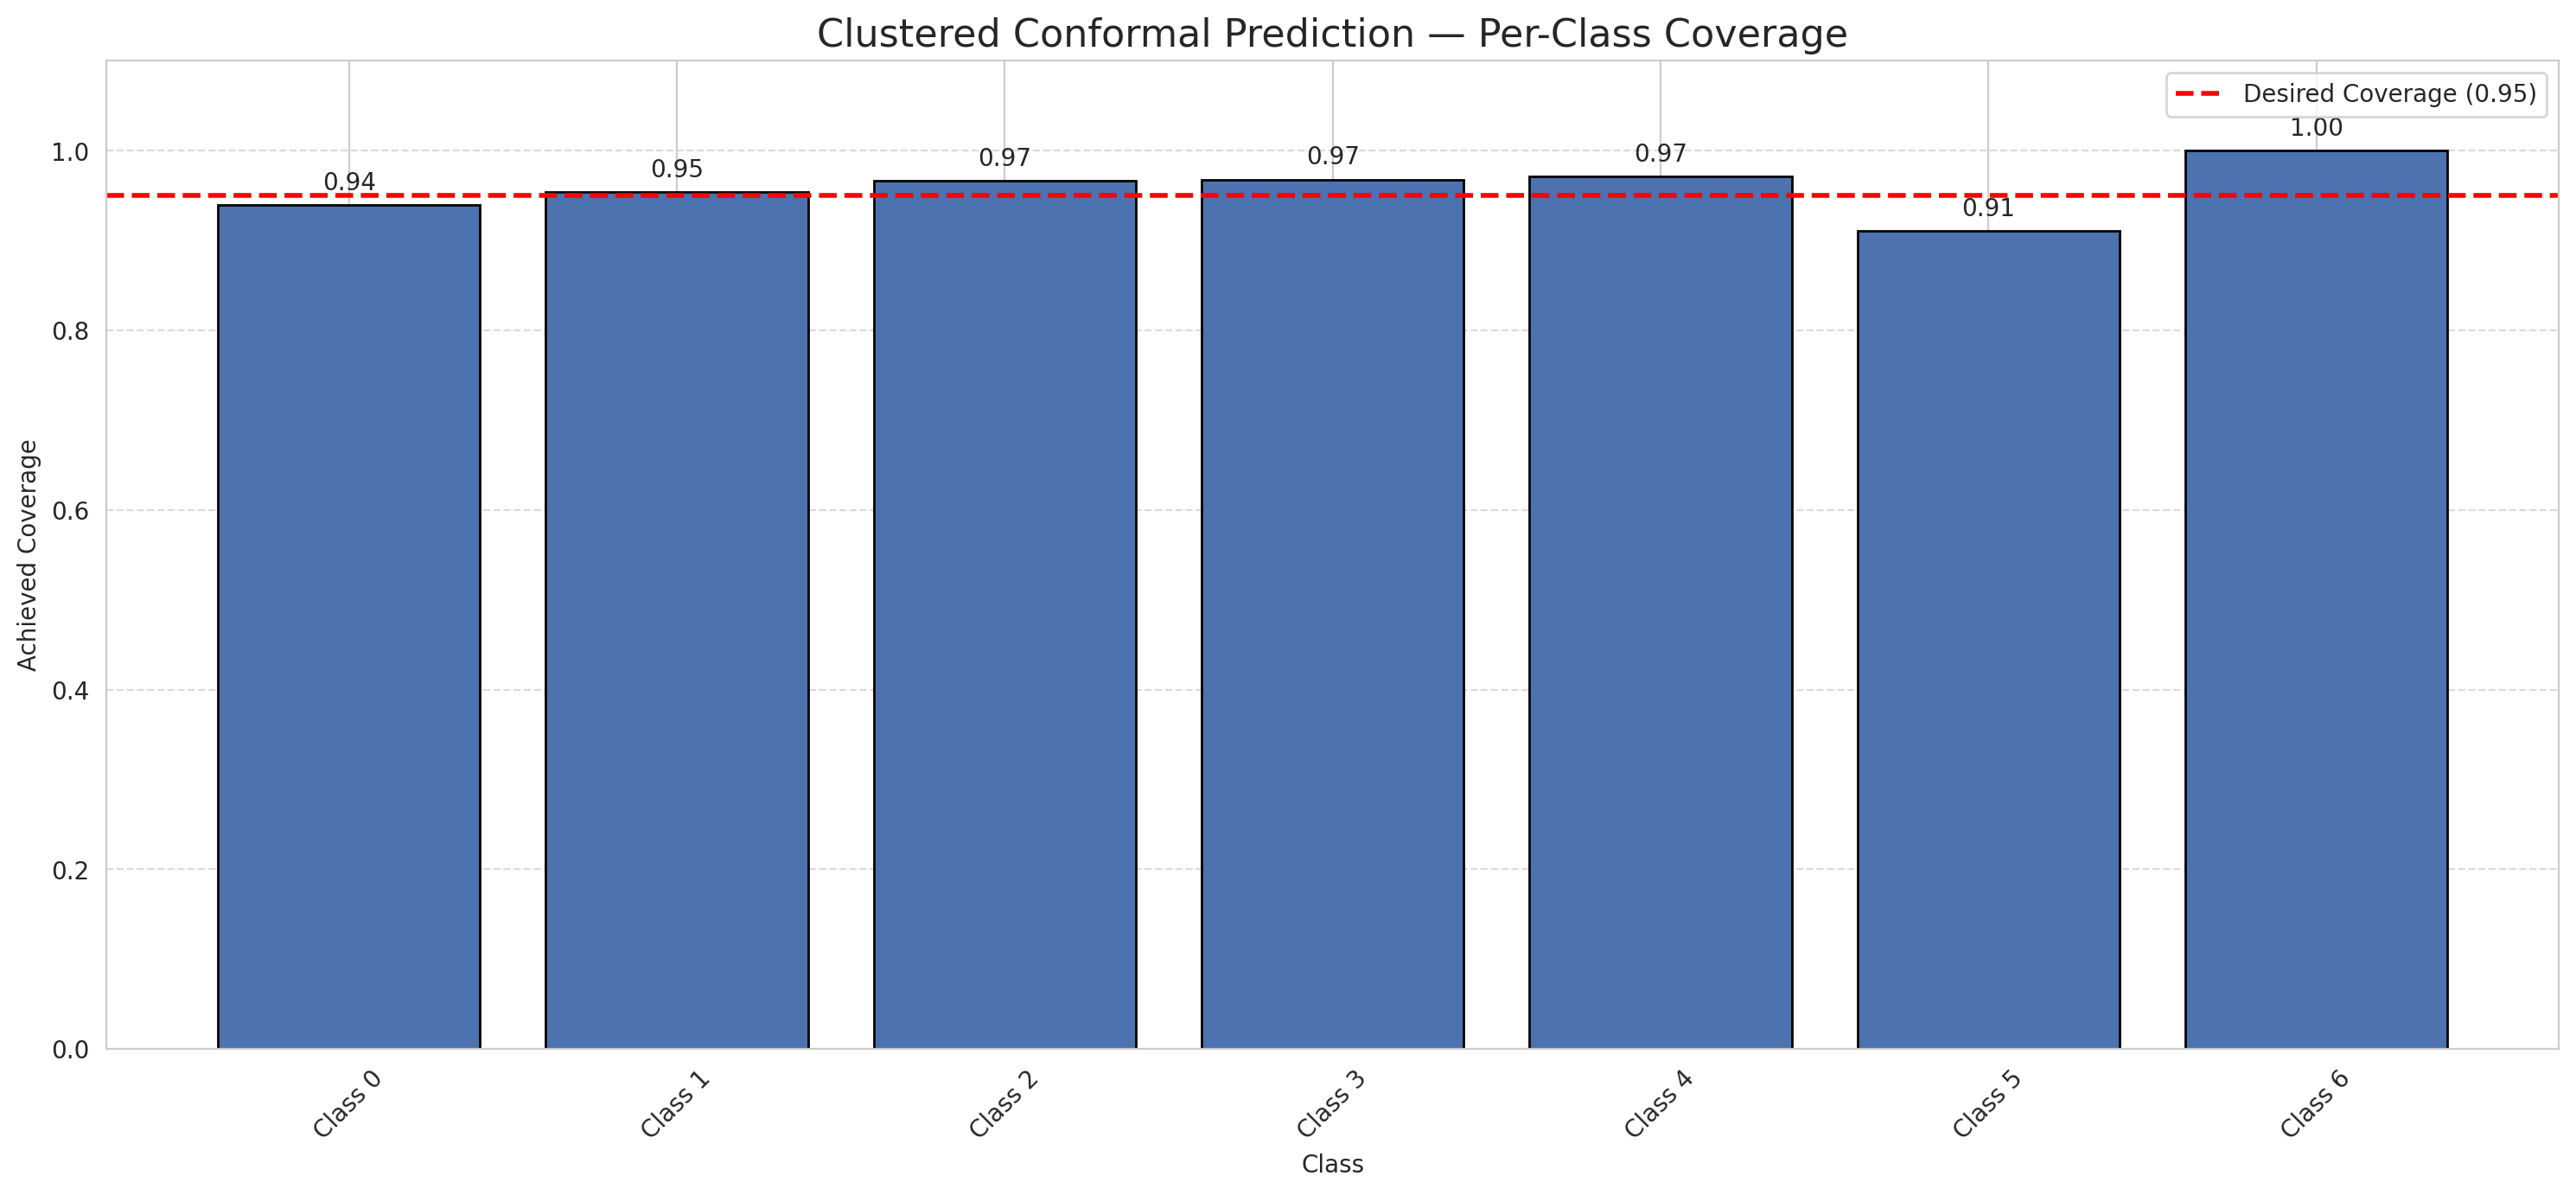 Clustered Conformal Prediction — Per-Class Coverage
Desired Coverage (0.95)
Achieved Coverage
1.0
0.8
0.6
0.4
0.2
0.0
0.94
0.95
0.97
0.97
0.97
0.91
1.00
Class 0
Class 1
Class 2
Class 3
Class 4
Class 5
Class 6
Class